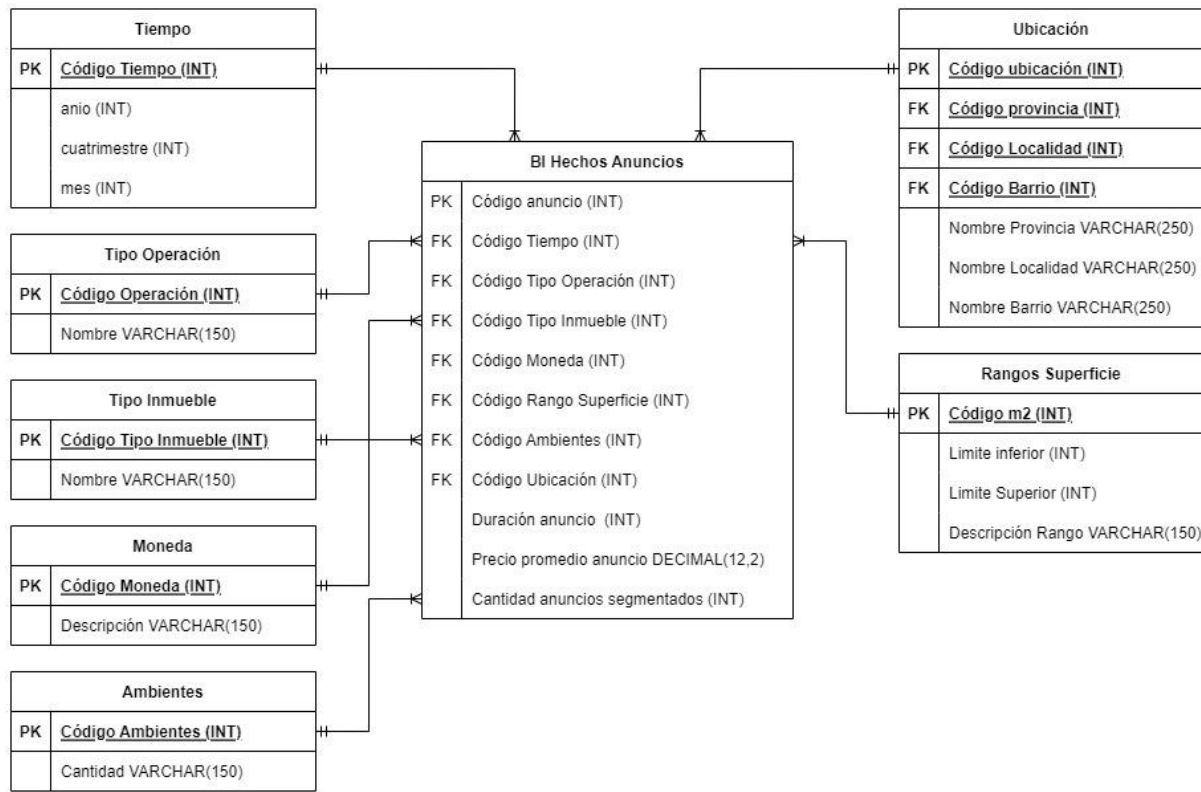 Tiempo
PK Código Tiempo (INT)
anio (INT)
cuatrimestre (INT)
mes (INT)
Tipo Operación
PK Código Operación (INT)
Nombre VARCHAR(150)
Tipo Inmueble
PK Código Tipo Inmueble (INT)
Nombre VARCHAR(150)
Moneda
PK Código Moneda (INT)
Descripción VARCHAR(150)
Ambientes
PK Código Ambientes (INT)
Cantidad VARCHAR(150)
BI Hechos Anuncios
PK Código anuncio (INT)
FK Código Tiempo (INT)
FK Código Tipo Operación (INT)
FK Código Tipo Inmueble (INT)
FK Código Moneda (INT)
FK Código Rango Superficie (INT)
FK Código Ambientes (INT)
FK Código Ubicación (INT)
Duración anuncio (INT)
Precio promedio anuncio DECIMAL(12,2)
Cantidad anuncios segmentados (INT)
Ubicación
PK Código ubicación (INT)
FK Código provincia (INT)
FK Código Localidad (INT)
FK Código Barrio (INT)
Nombre Provincia VARCHAR(250)
Nombre Localidad VARCHAR(250)
Nombre Barrio VARCHAR(250)
Rangos Superficie
PK Código m2 (INT)
Limite inferior (INT)
Limite Superior (INT)
Descripción Rango VARCHAR(150)